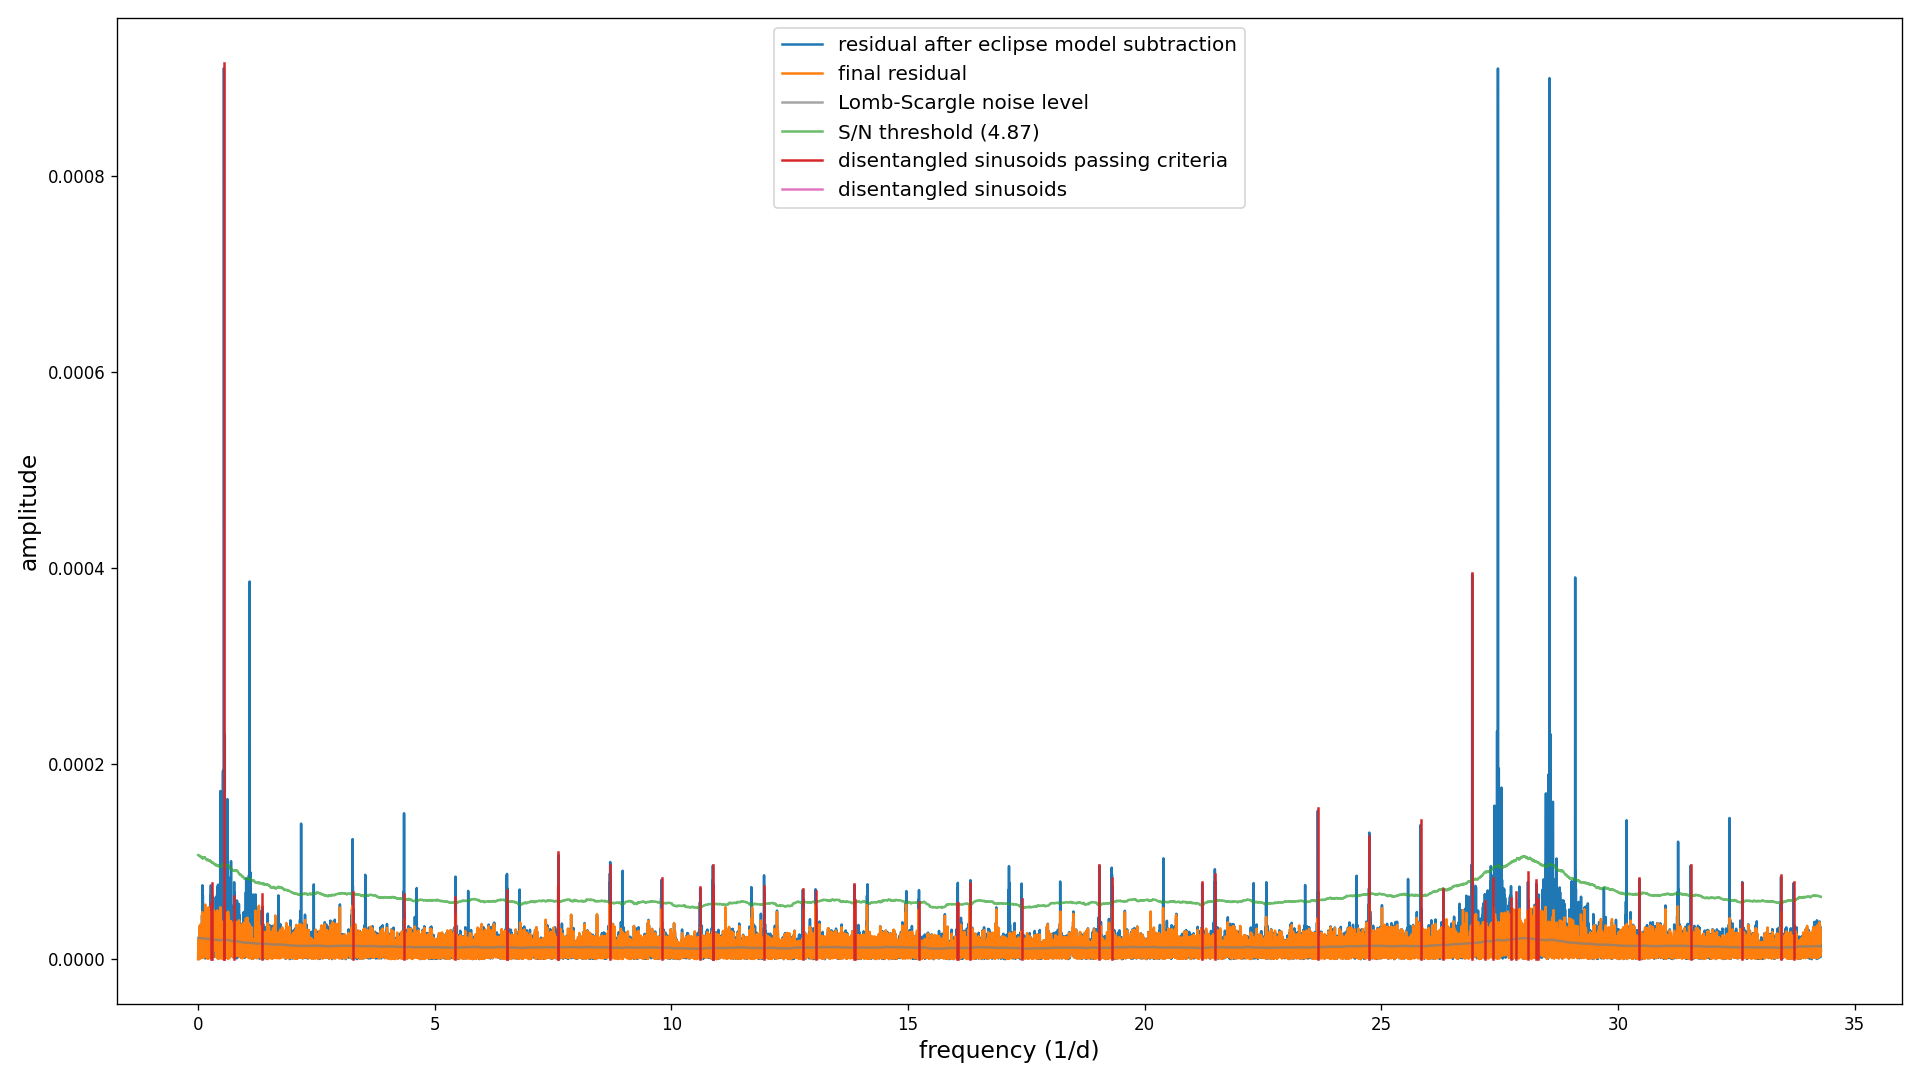 residual after eclipse model subtraction
final residual
Lomb-Scargle noise level
S/N threshold (4.87)
disentangled sinusoids passing criteria
disentangled sinusoids
amplitude
0.0008
0.0006
0.0004
0.0002
0.0000
0 5 10 15 20 25 30 35
frequency (1/d)